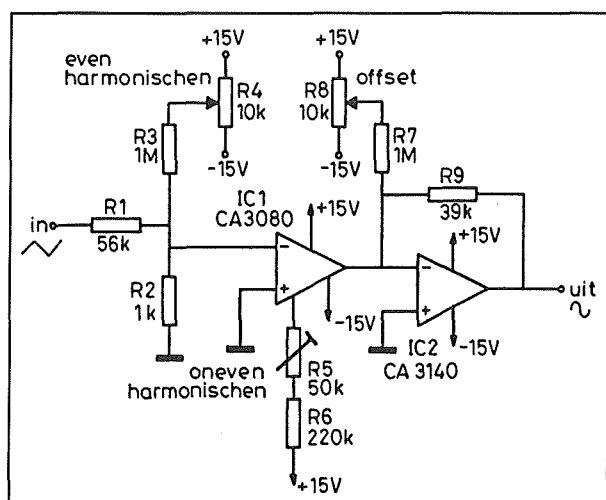 +15V
+15V
even
harmonischen
R4
10k
R8
10k
offset
R3
1M
-15V
-15V
R7
1M
R1
56k
in
IC1
CA3080
+15V
R9
39k
+15V
R2
1k
-15V
uit
-15V
IC2
CA 3140
oneven
harmonischen
R5
50k
R6
220k
+15V